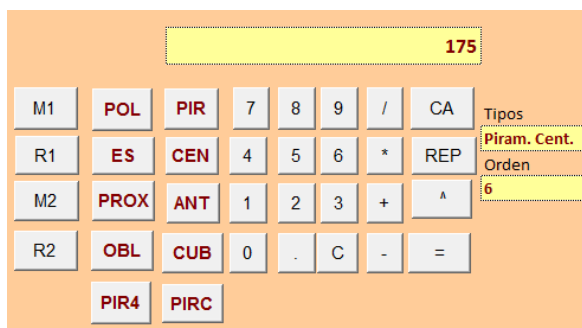 175
M1 POL PIR 7 8 9 / CA Tipos
Piram. Cent.
R1 ES CEN 4 5 6 * REP Orden
M2 PROX ANT 1 2 3 + ^ 6
R2 OBL CUB 0 . C - =
PIR4 PIRC